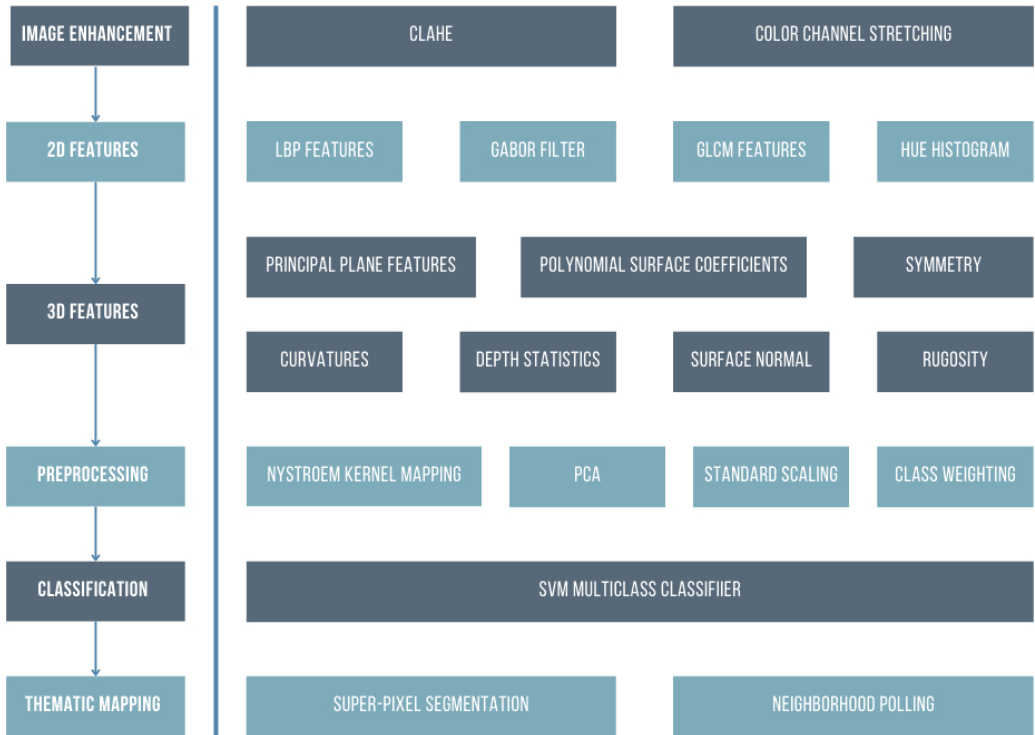 IMAGE ENHANCEMENT
CLAHE
COLOR CHANNEL STRETCHING
2D FEATURES
LBP FEATURES
GABOR FILTER
GLCM FEATURES
HUE HISTOGRAM
3D FEATURES
PRINCIPAL PLANE FEATURES
POLYNOMIAL SURFACE COEFFICIENTS
SYMMETRY
CURVATURES
DEPTH STATISTICS
SURFACE NORMAL
RUGOSITY
PREPROCESSING
NYSTROEM KERNEL MAPPING
PCA
STANDARD SCALING
CLASS WEIGHTING
CLASSIFICATION
SVM MULTICLASS CLASSIFIIER
THEMATIC MAPPING
SUPER-PIXEL SEGMENTATION
NEIGHBORHOOD POLLING